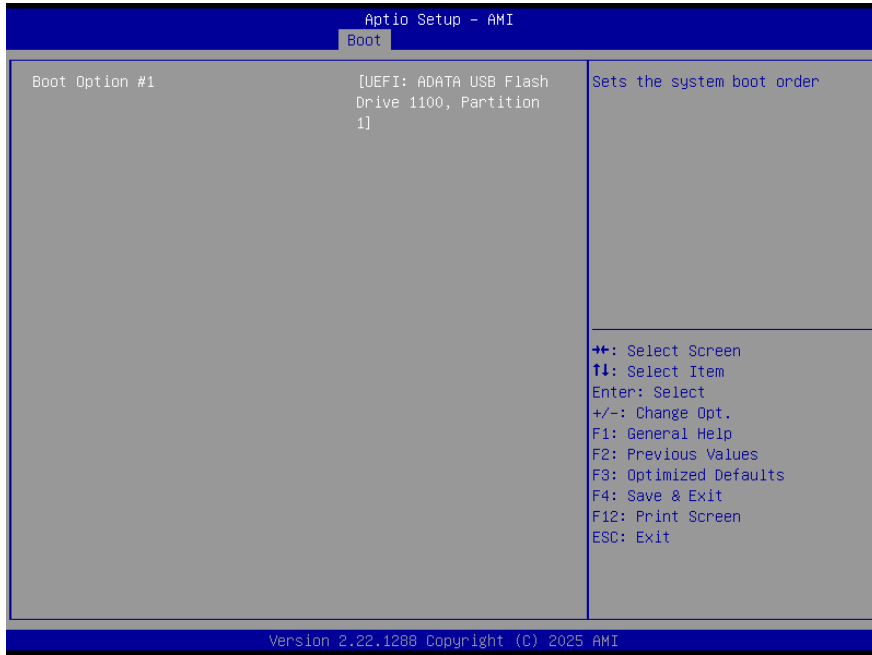 Aptio Setup - AMI
Boot
Boot Option #1
[UEFI: ADATA USB Flash
Drive 1100, Partition
1]
Sets the system boot order
→←: Select Screen
↑↓: Select Item
Enter: Select
+/-: Change Opt.
F1: General Help
F2: Previous Values
F3: Optimized Defaults
F4: Save & Exit
F12: Print Screen
ESC: Exit
Version 2.22.1288 Copyright (C) 2025 AMI